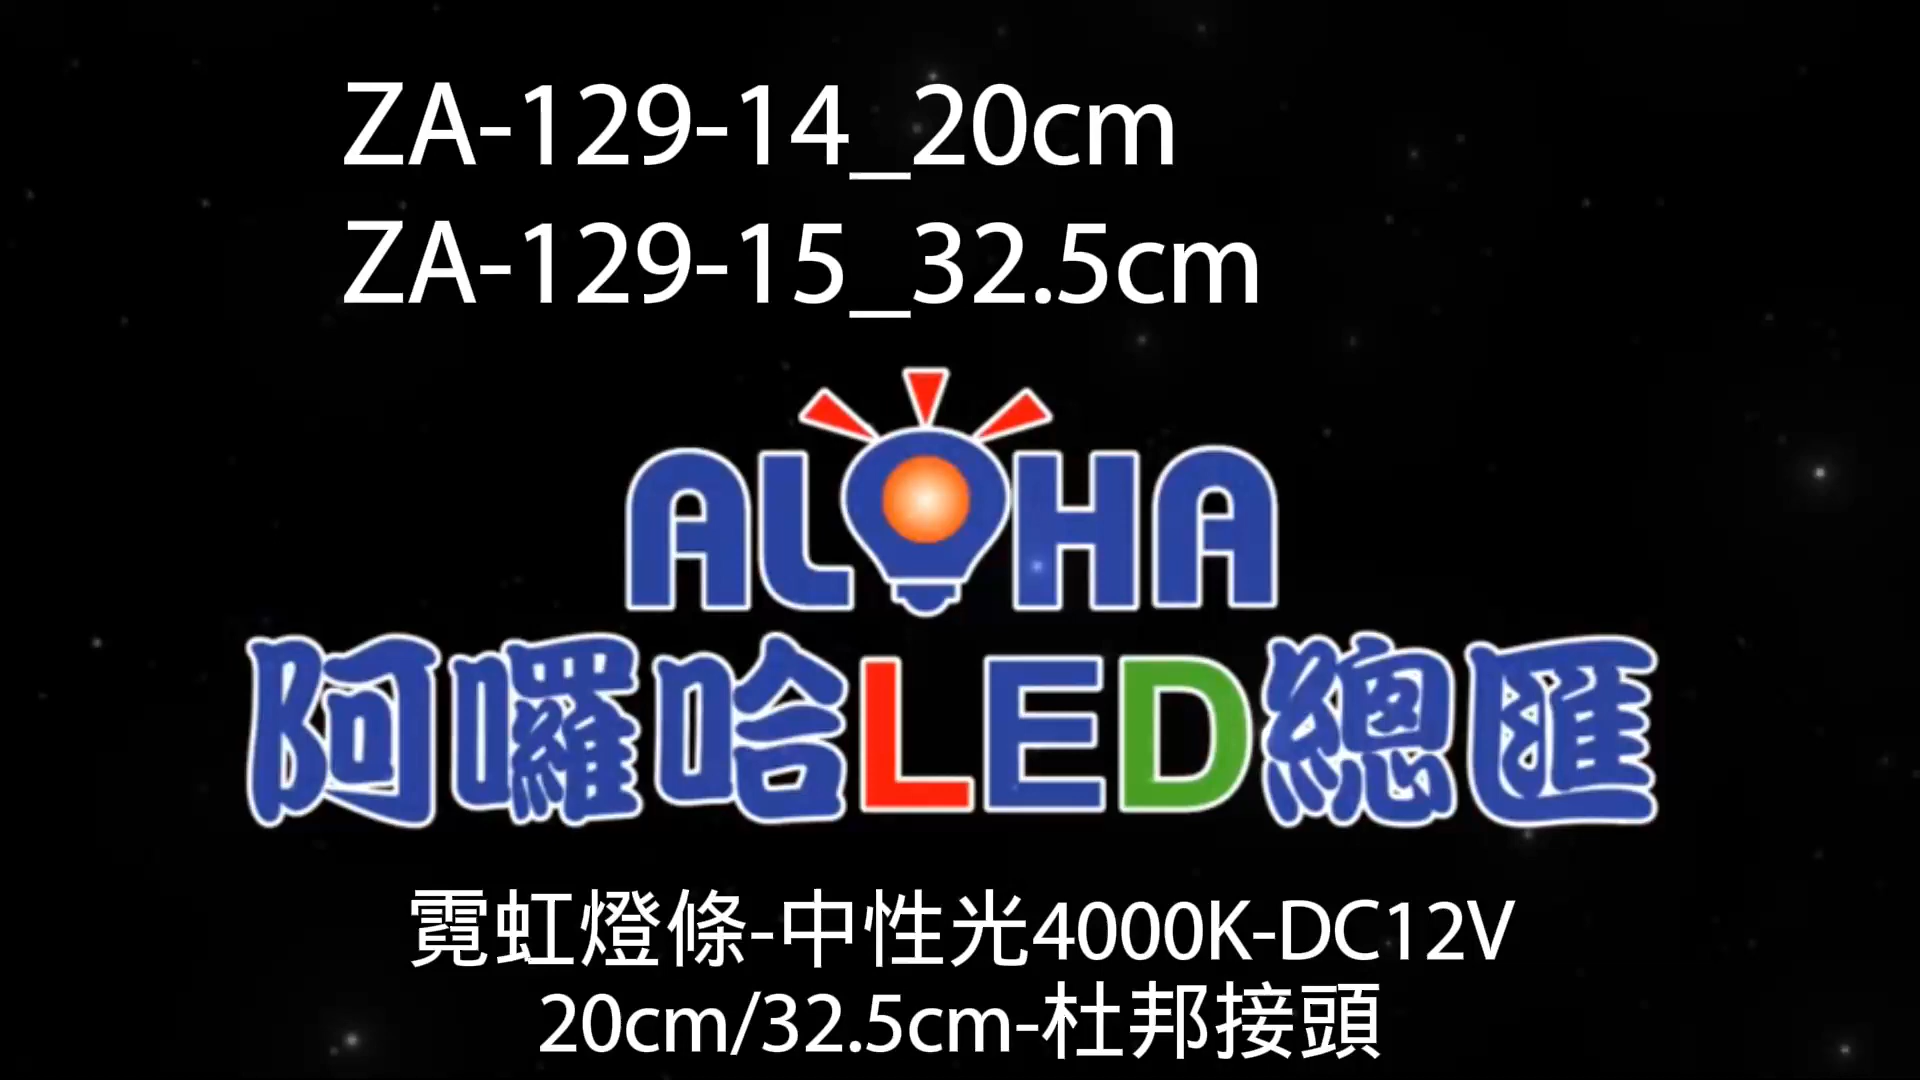 ZA-129-14_20cm
ZA-129-15_32.5cm
ALOHA
阿囉哈LED總匯
霓虹燈條-中性光4000K-DC12V
20cm/32.5cm-杜邦接頭